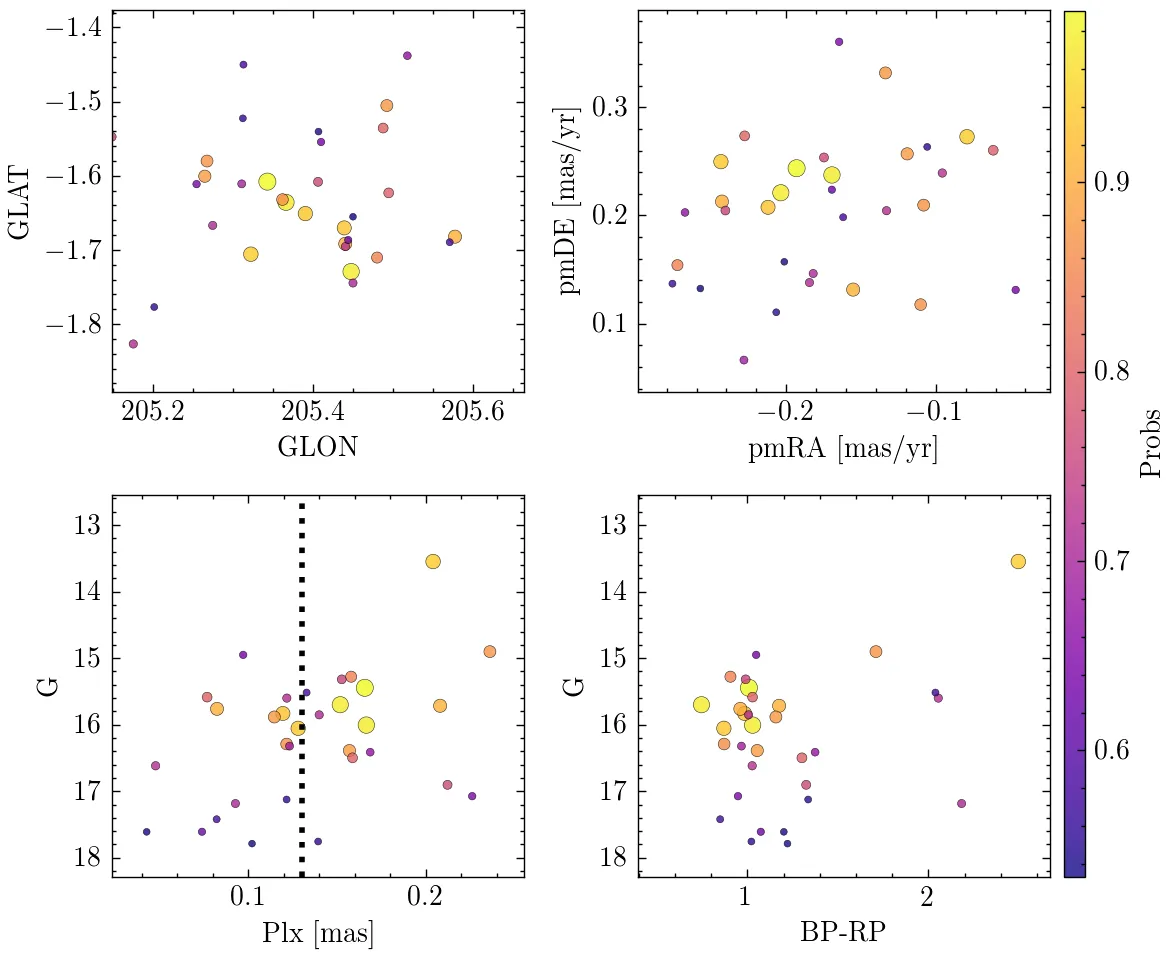 −1.4
−1.5
−1.6
−1.7
−1.8
GLAT
205.2 205.4 205.6
GLON
0.3
0.2
0.1
pmDE [mas/yr]
−0.2 −0.1
pmRA [mas/yr]
13
14
15
16
17
18
G
0.1 0.2
Plx [mas]
13
14
15
16
17
18
G
1 2
BP-RP
0.9
0.8
0.7
0.6
Probs